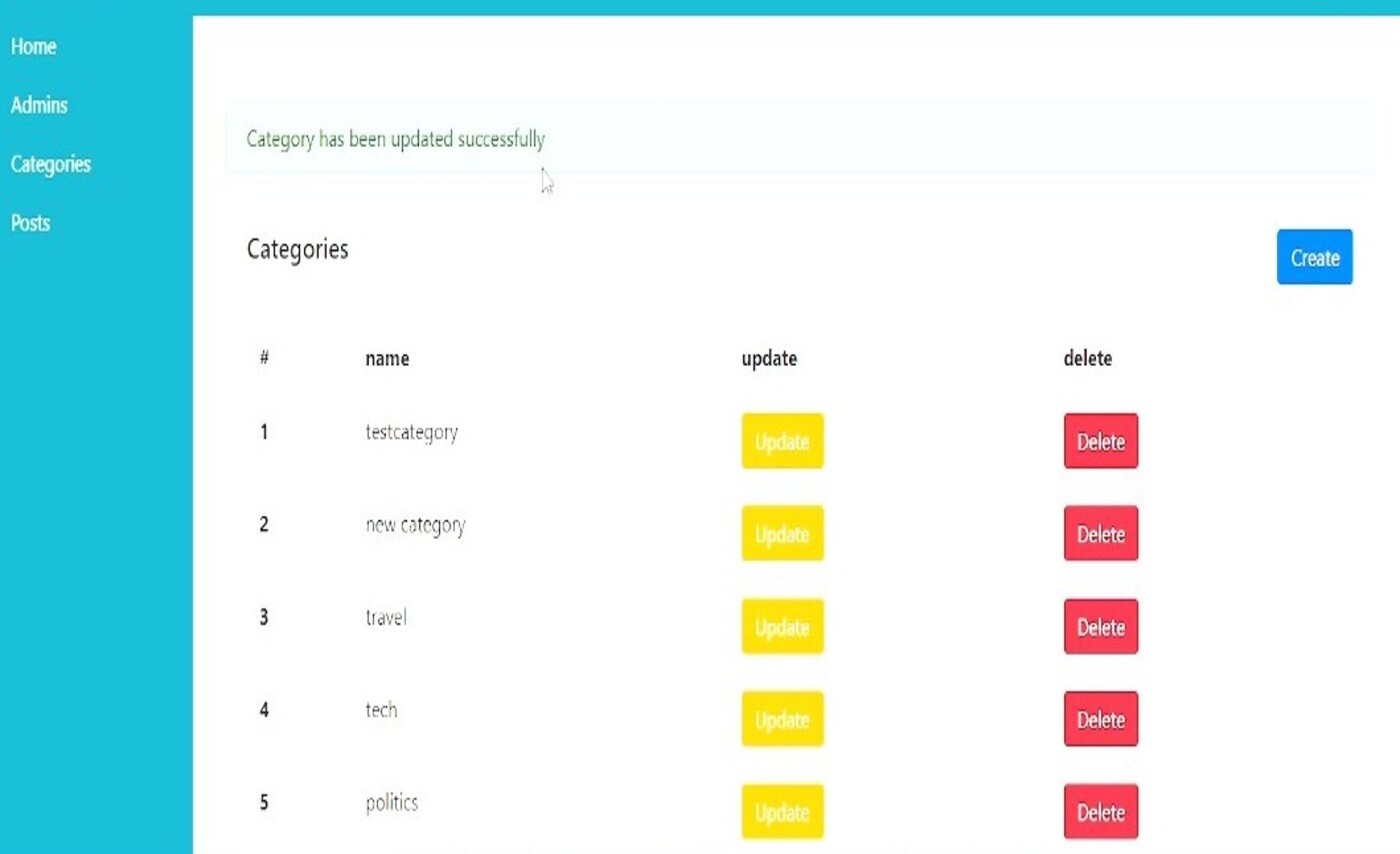 Home
Admins
Categories
Posts
Category has been updated successfully
Categories
Create
# name update delete
1 testcategory Update Delete
2 new category Update Delete
3 travel Update Delete
4 tech Update Delete
5 politics Update Delete